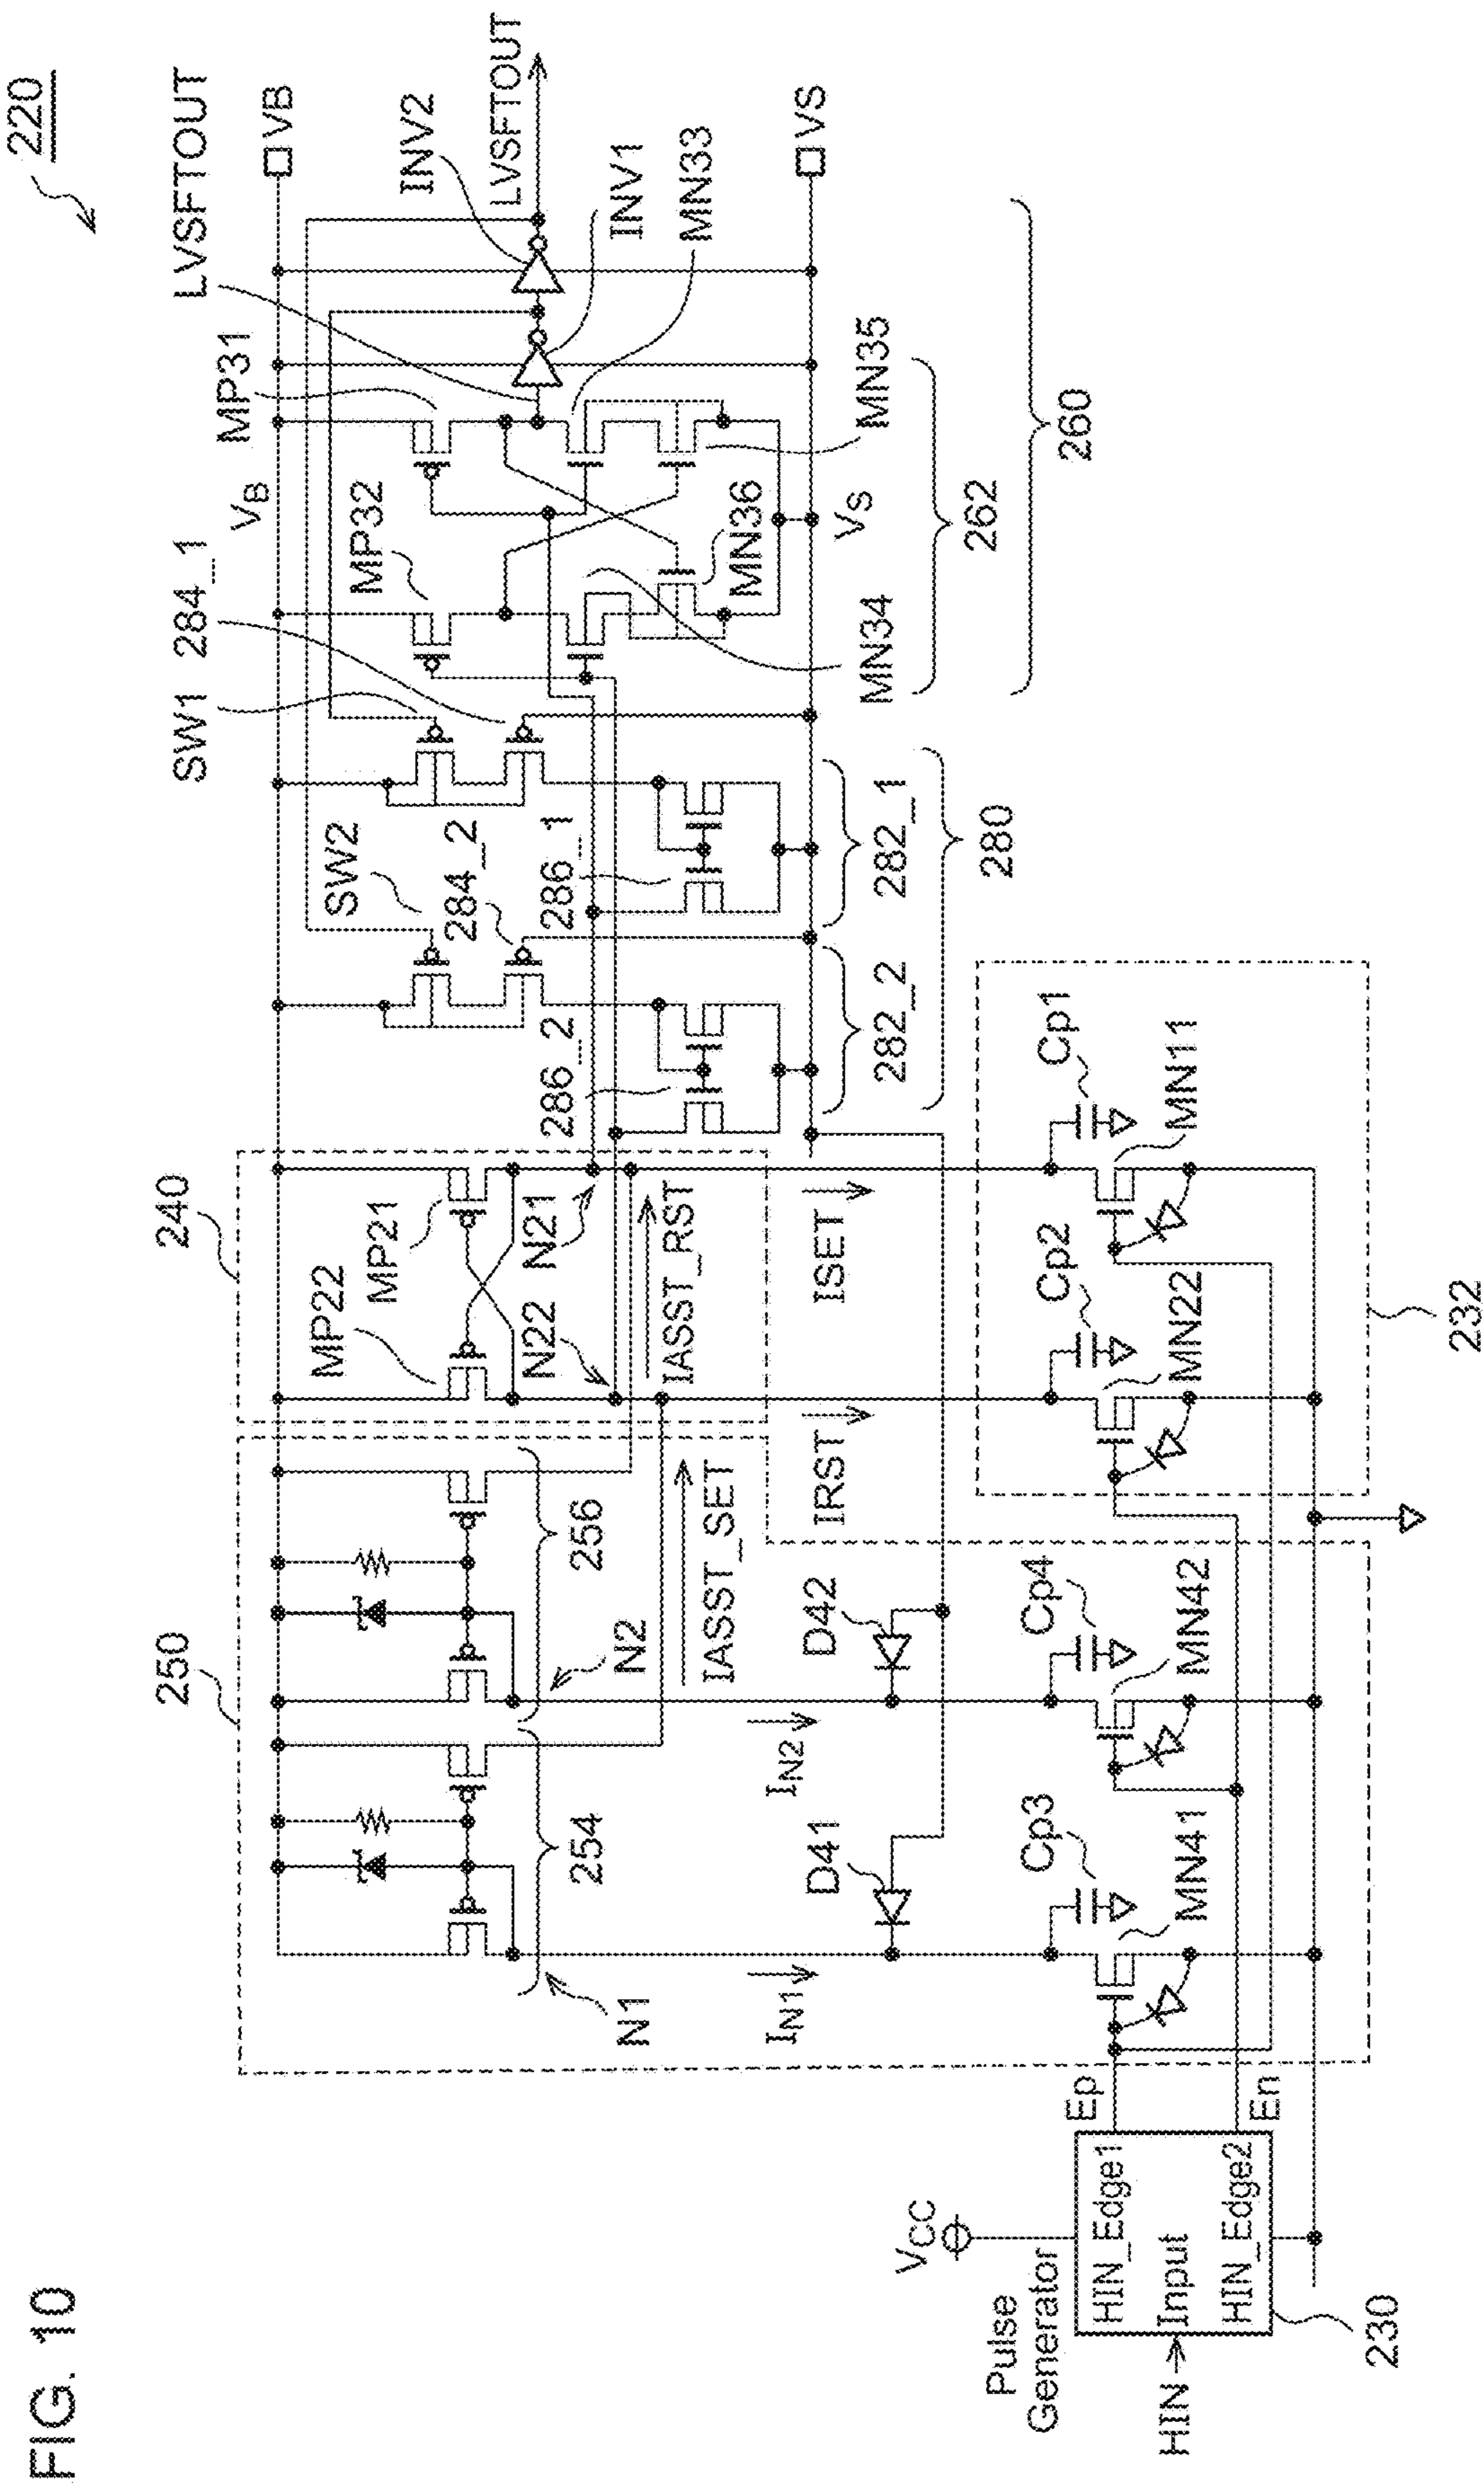 FIG. 10
220
HIN
Pulse
Generator
VCC
HIN_Edge1
Input
HIN_Edge2
230
Ep
En
250
N1
254
N2
256
IN1
IN2
IASST_SET
D41
D42
Cp3
MN41
Cp4
MN42
240
MP22
MP21
N22
N21
IASST_RST
IRST
ISET
Cp2
MN22
Cp1
MN11
232
SW2
284_2
286_2
286_1
282_2
282_1
280
SW1
284_1
VB
MP32
MP31
LVSFTOUT
MN34
MN36
MN35
VS
262
260
MN33
INV1
INV2
LVSFTOUT
VB
VS